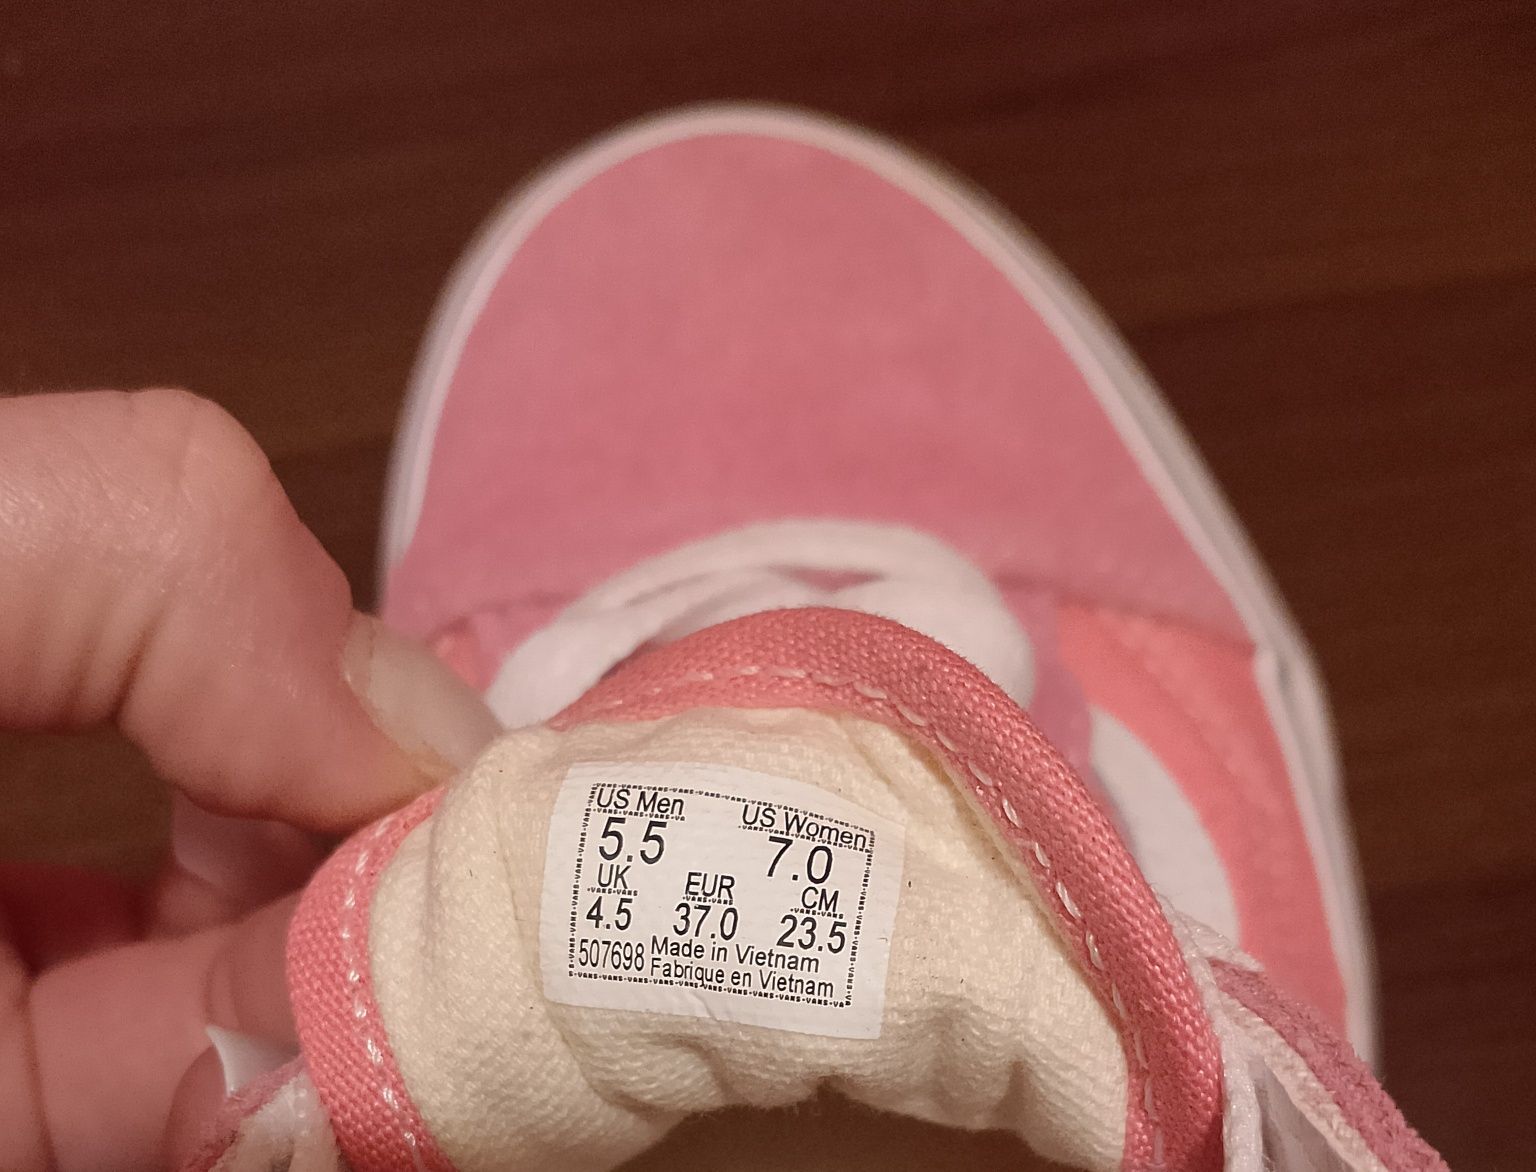 US Men US Women
5.5 7.0
UK EUR CM
4.5 37.0 23.5
507698 Made in Vietnam
Fabrique en Vietnam